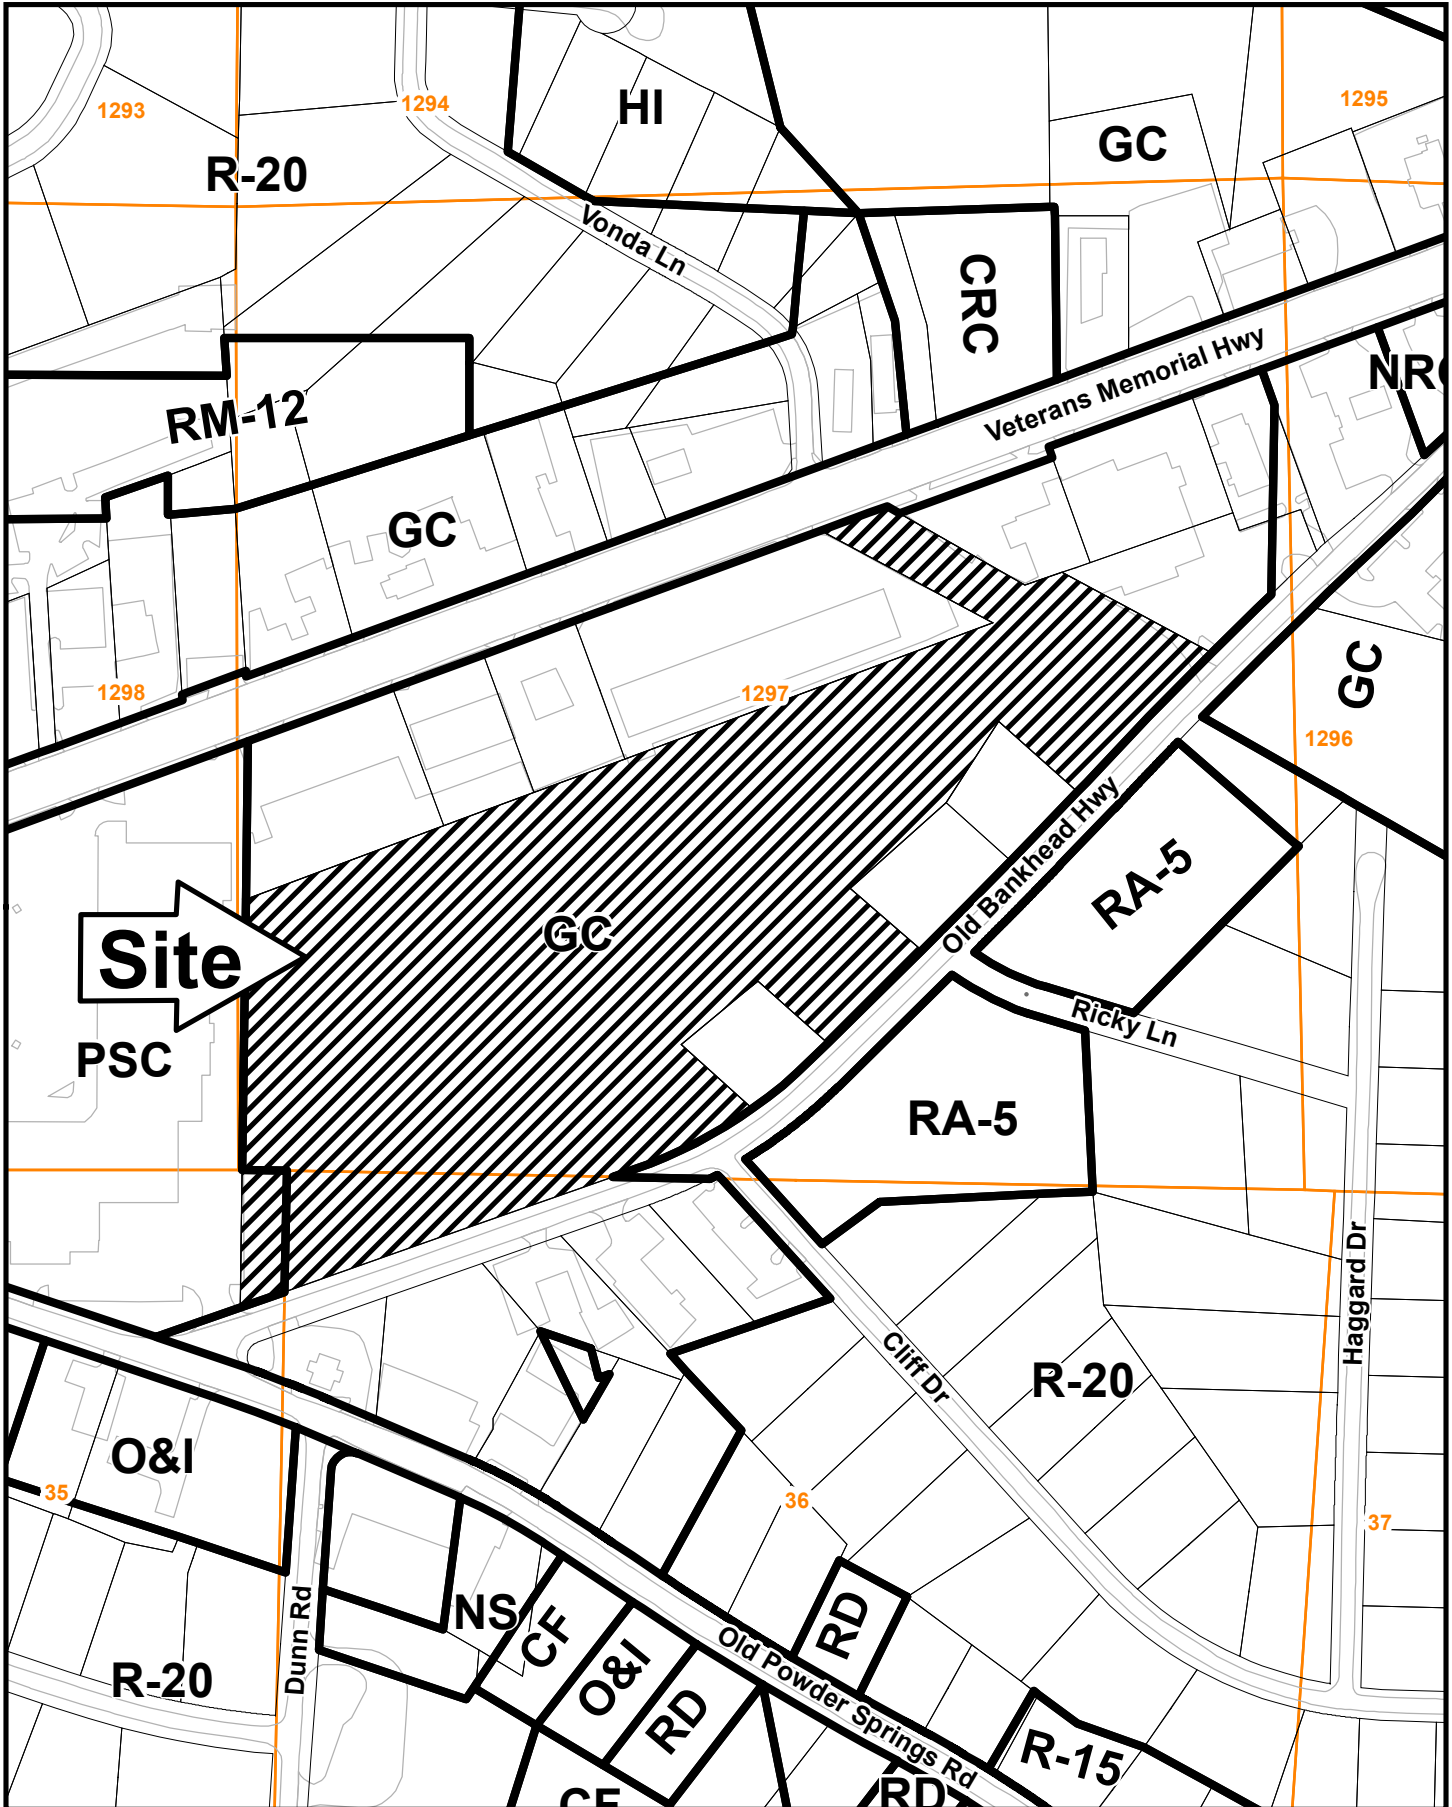 1293
1294
HI
1295
GC
R-20
Vonda Ln
CRC
Veterans Memorial Hwy
RM-12
GC
1298
1297
GC
1296
Old Bankhead Hwy
RA-5
GC
Site
PSC
Ricky Ln
RA-5
Haggard Dr
Cliff Dr
R-20
O&I
35
36
37
Dunn Rd
NS
CF
O&I
RD
RD
Old Powder Springs Rd
R-20
R-15
RD